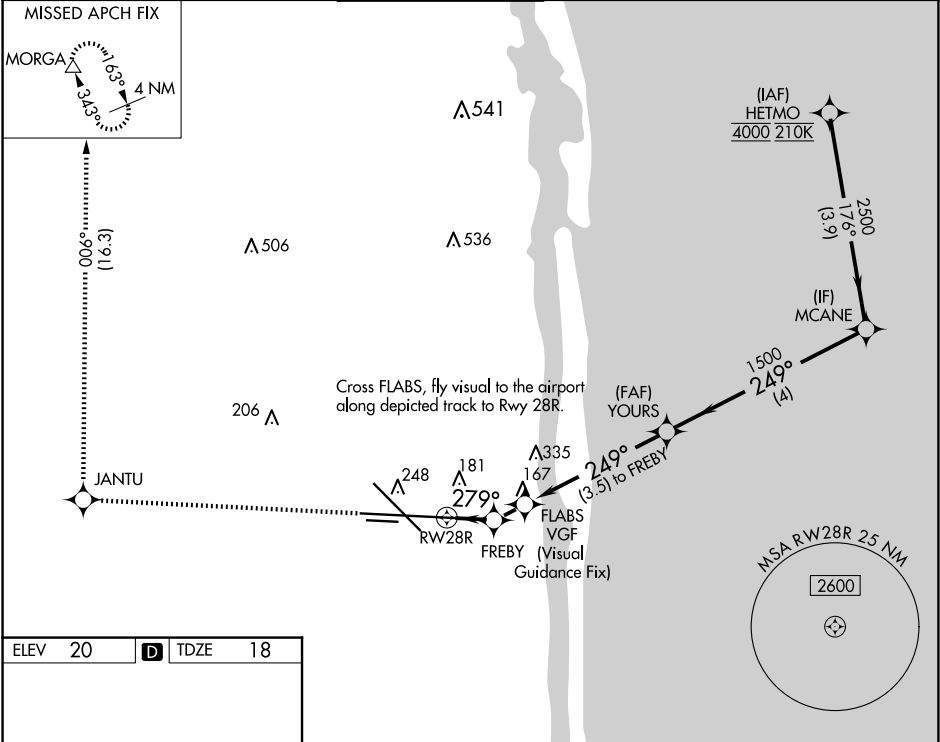 MISSED APCH FIX
MORGA
163°
4 NM
343°
541
(IAF)
HETMO
4000 210K
2500
176°
(3.9)
006°
(16.3)
506
536
(IF)
MCANE
1500
249°
(4)
Cross FLABS, fly visual to the airport
along depicted track to Rwy 28R.
(FAF)
YOURS
206
335
249°
(3.5) to FREBY
JANTU
248
181
167
279°
RW28R
FREBY
FLABS
VGF
(Visual
Guidance Fix)
MSA RW28R 25 NM
2600
ELEV 20 D TDZE 18